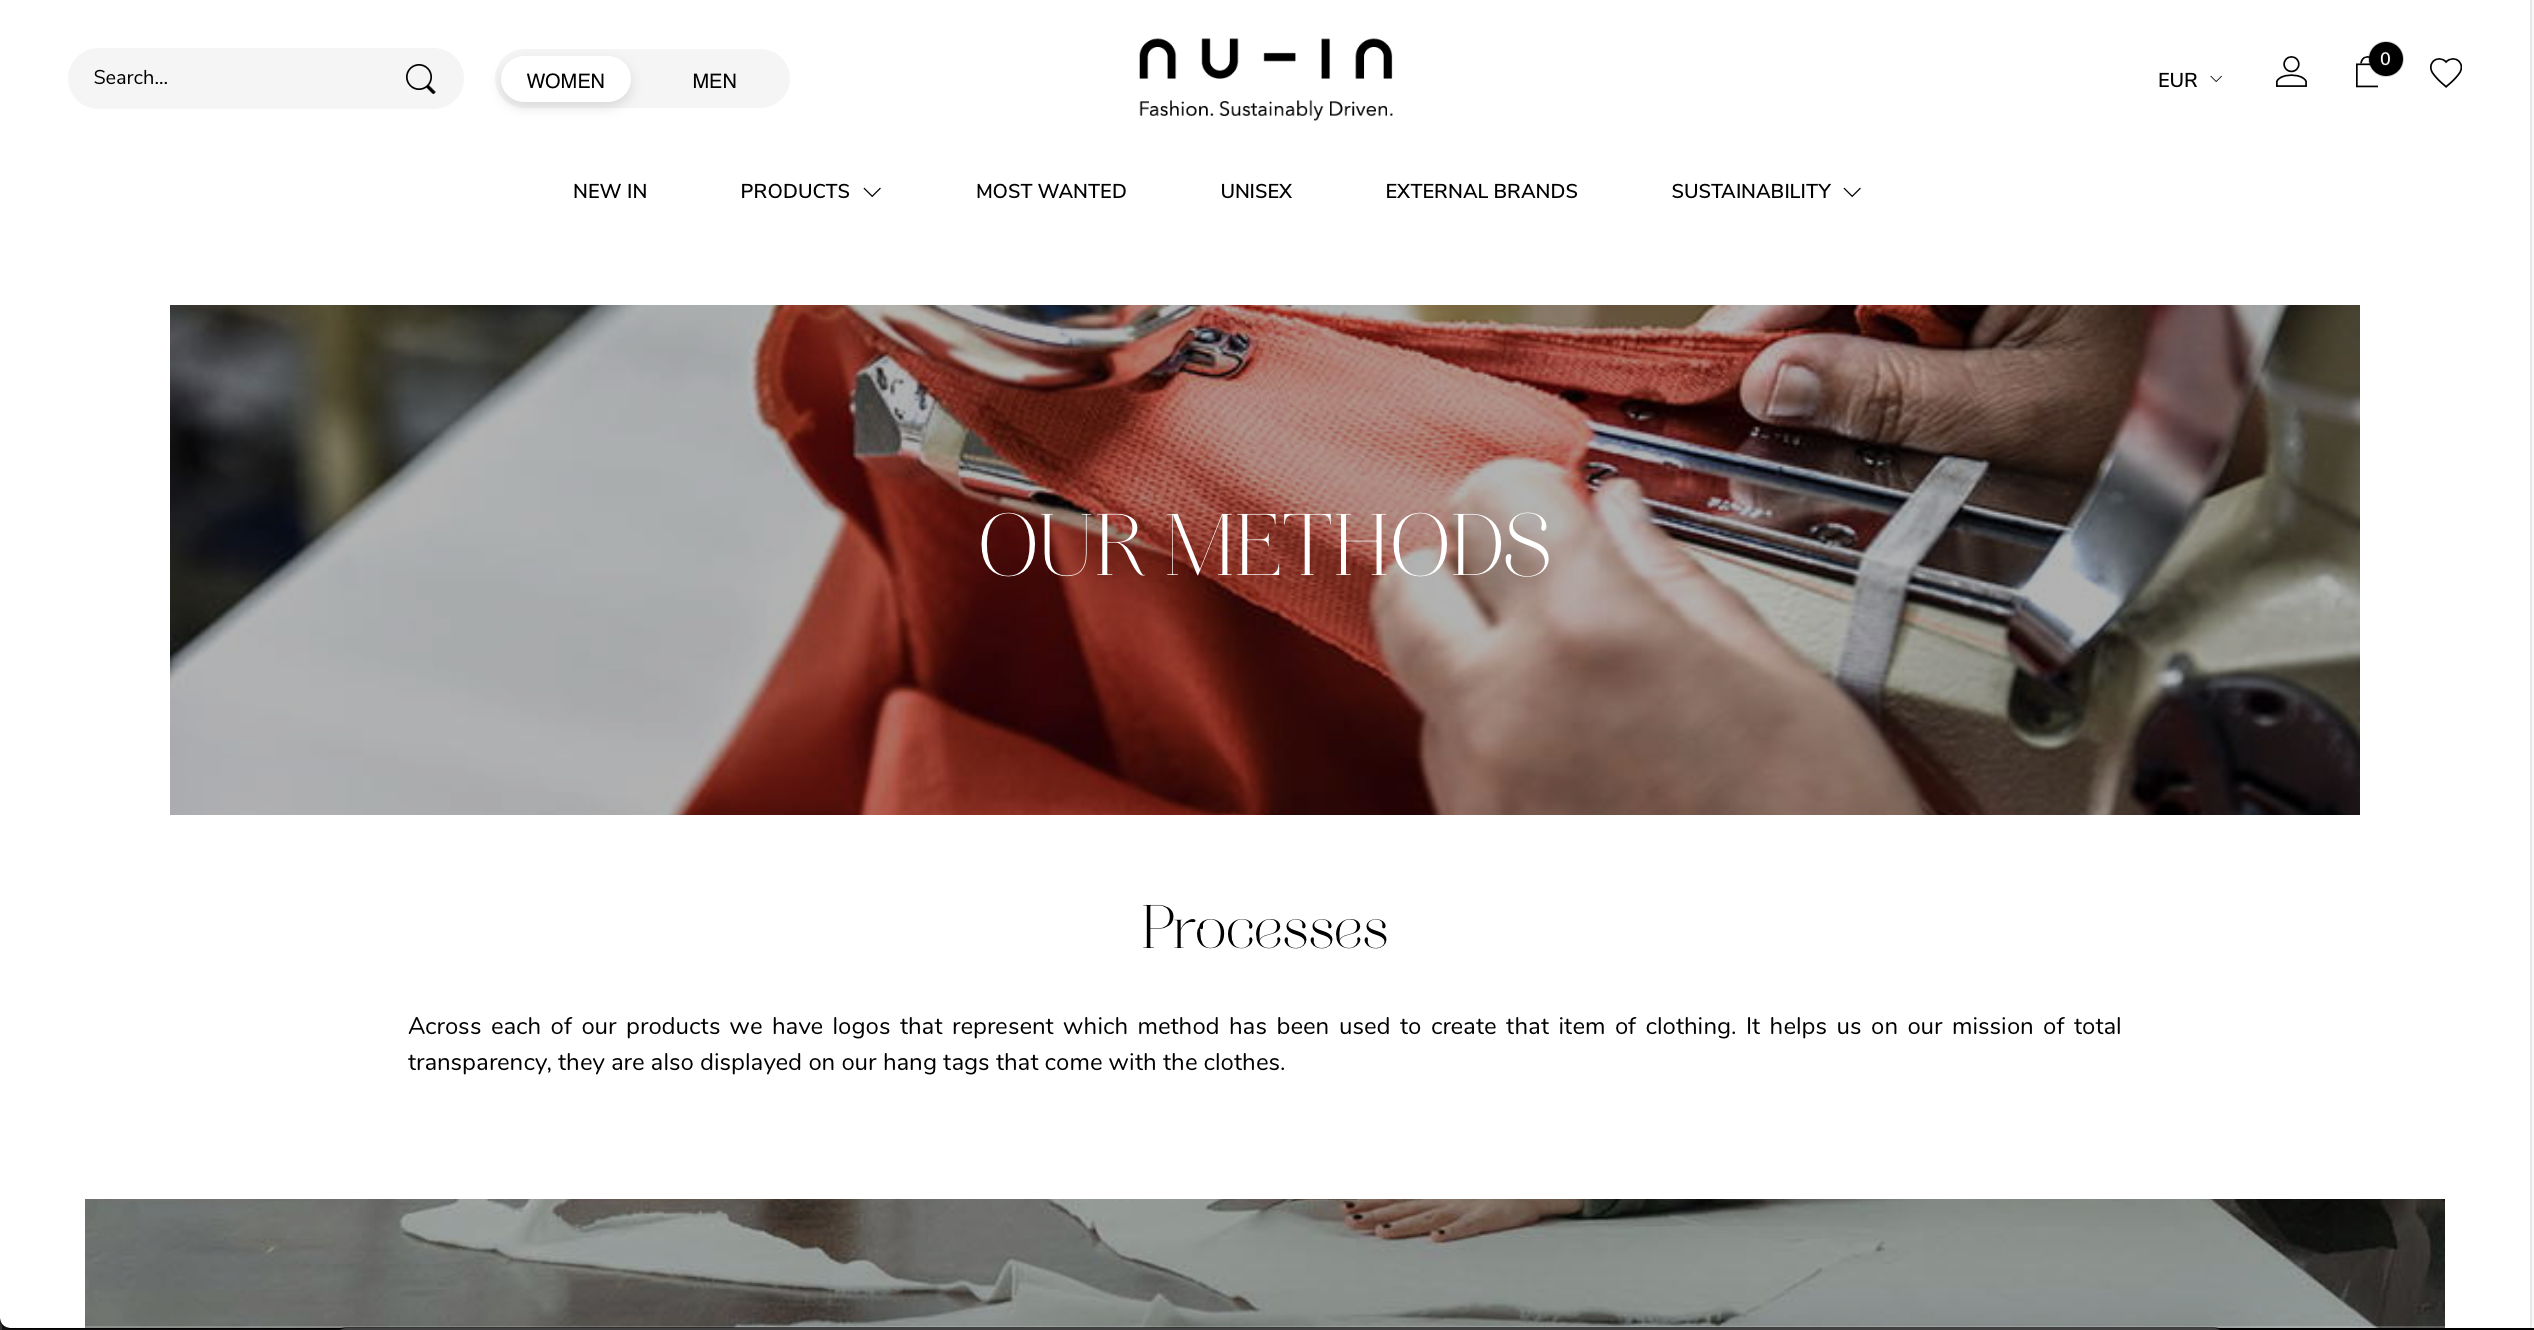 Search...
WOMEN
MEN
nu-in
Fashion. Sustainably Driven.
EUR
0
NEW IN
PRODUCTS
MOST WANTED
UNISEX
EXTERNAL BRANDS
SUSTAINABILITY
OUR METHODS
Processes
Across each of our products we have logos that represent which method has been used to create that item of clothing. It helps us on our mission of total
transparency, they are also displayed on our hang tags that come with the clothes.